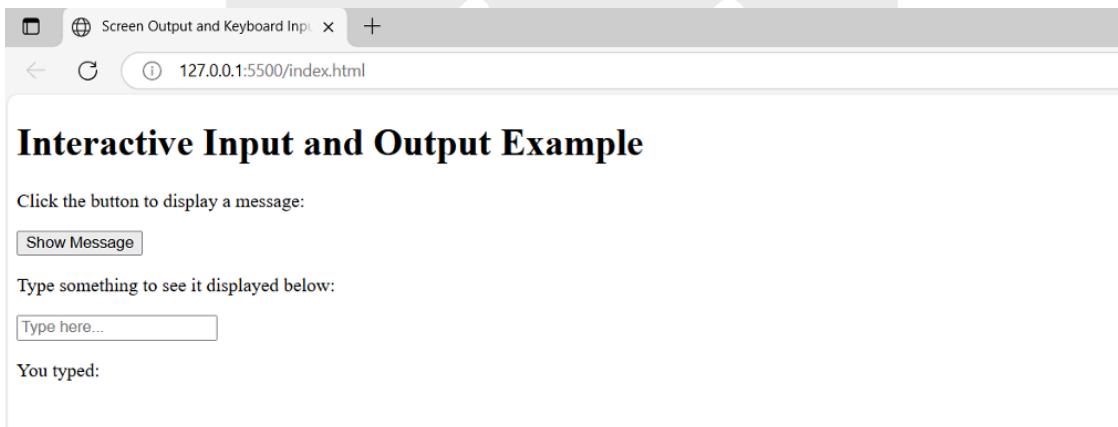 Screen Output and Keyboard Inp
127.0.0.1:5500/index.html
Interactive Input and Output Example
Click the button to display a message:
Show Message
Type something to see it displayed below:
Type here...
You typed: